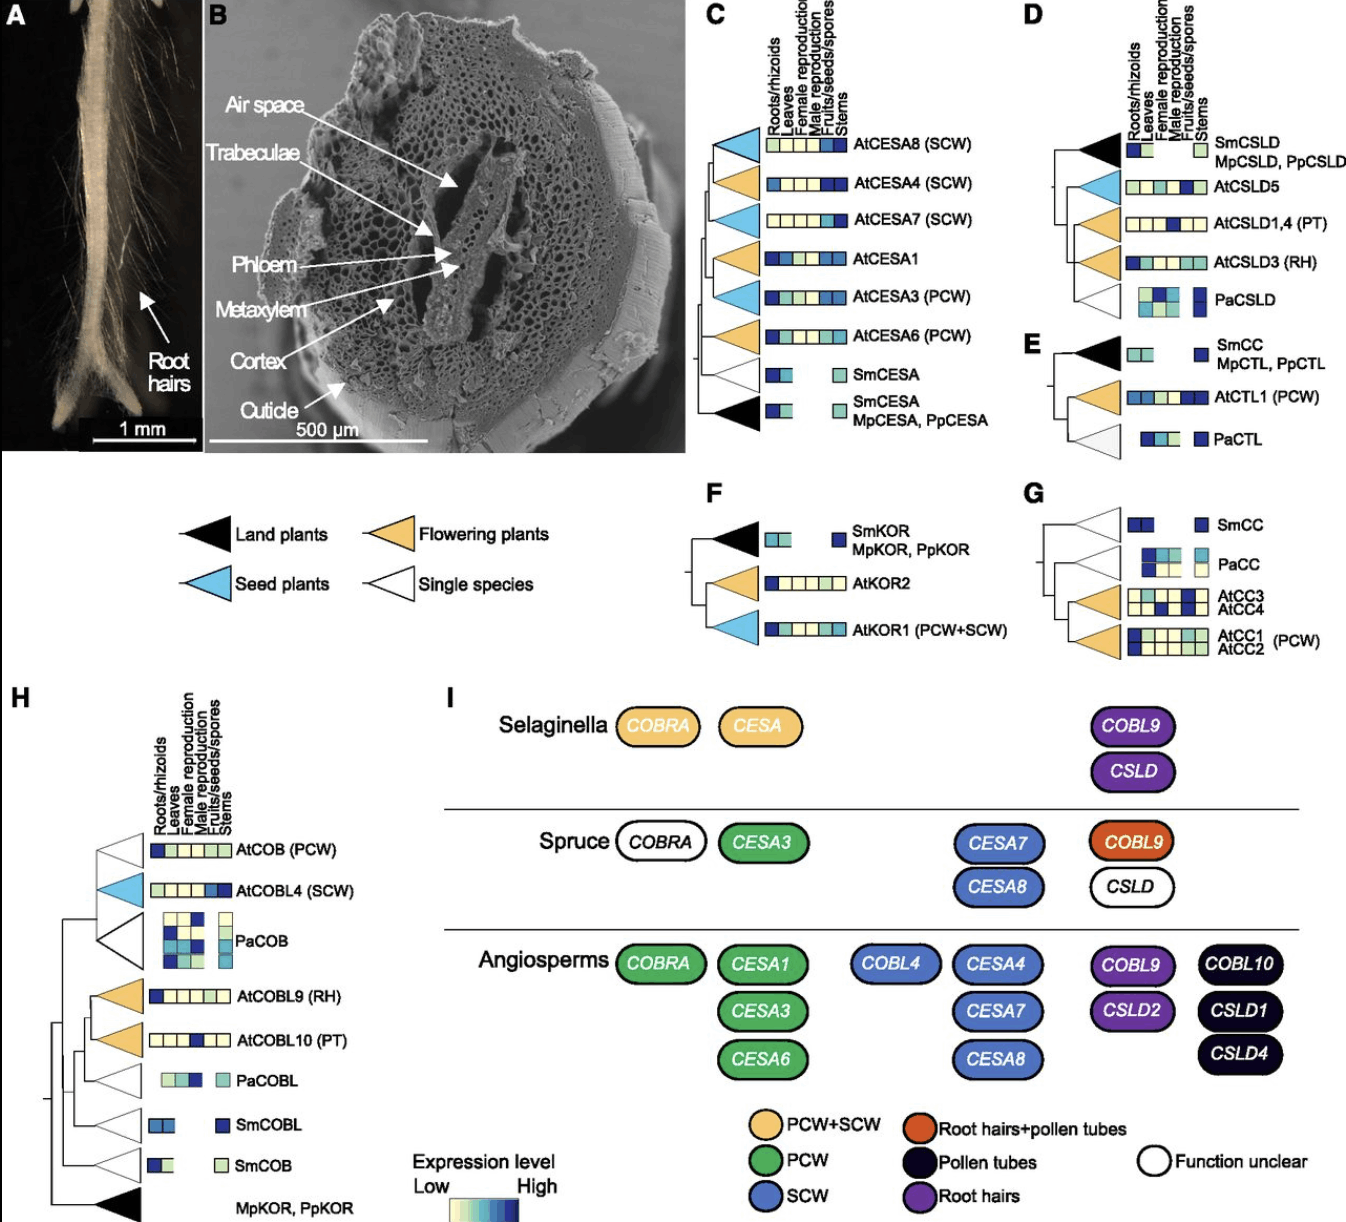 A
Root
hairs
1 mm
B
Air space
Trabeculae
Phloem
Metaxylem
Cortex
Cuticle
500 µm
C
Roots/rhizoids
Leaves
Female reproduction
Male reproduction
Fruits/seeds/spores
Stems
AtCESA8 (SCW)
AtCESA4 (SCW)
AtCESA7 (SCW)
AtCESA1
AtCESA3 (PCW)
AtCESA6 (PCW)
SmCESA
SmCESA
MpCESA, PpCESA
D
Roots/rhizoids
Leaves
Female reproduction
Male reproduction
Fruits/seeds/spores
Stems
SmCSLD
MpCSLD, PpCSLD
AtCSLD5
AtCSLD1,4 (PT)
AtCSLD3 (RH)
PaCSLD
E
SmCC
MpCTL, PpCTL
AtCTL1 (PCW)
PaCTL
Land plants
Flowering plants
Seed plants
Single species
F
SmKOR
MpKOR, PpKOR
AtKOR2
AtKOR1 (PCW+SCW)
G
SmCC
PaCC
AtCC3
AtCC4
AtCC1
AtCC2 (PCW)
H
Roots/rhizoids
Leaves
Female reproduction
Male reproduction
Fruits/seeds/spores
Stems
AtCOB (PCW)
AtCOBL4 (SCW)
PaCOB
AtCOBL9 (RH)
AtCOBL10 (PT)
PaCOBL
SmCOBL
SmCOB
MpKOR, PpKOR
Expression level
Low High
I
Selaginella COBRA CESA COBL9
CSLD
Spruce COBRA CESA3 CESA7 COBL9
CESA8 CSLD
Angiosperms COBRA CESA1 COBL4 CESA4 COBL9 COBL10
CESA3 CESA7 CSLD2 CSLD1
CESA6 CESA8 CSLD4
PCW+SCW Root hairs+pollen tubes
PCW Pollen tubes Function unclear
SCW Root hairs